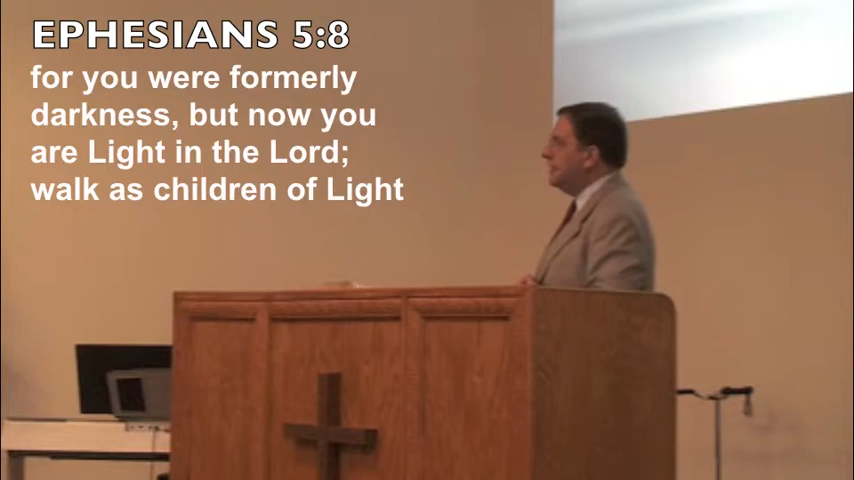 EPHESIANS 5:8
for you were formerly
darkness, but now you
are Light in the Lord;
walk as children of Light